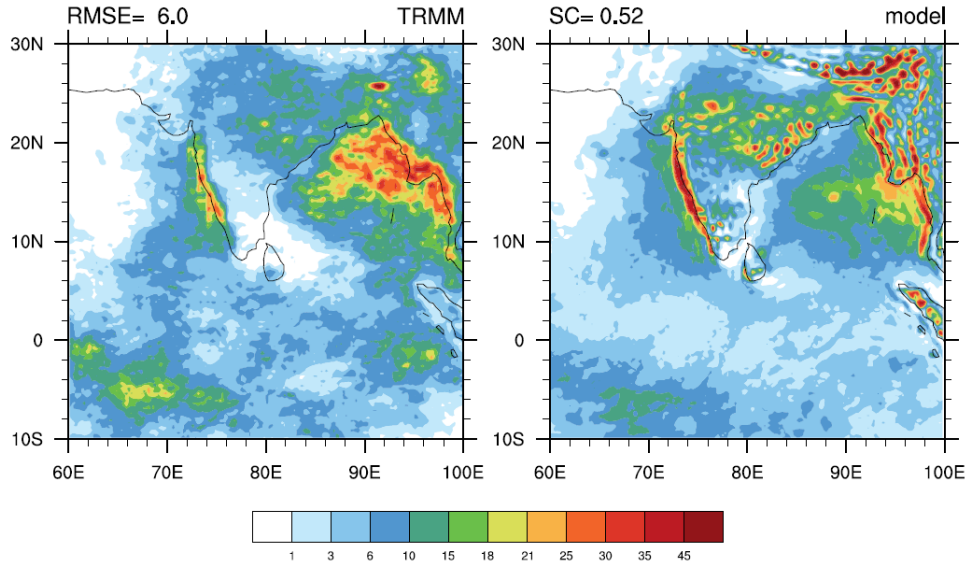 RMSE= 6.0 TRMM SC= 0.52 model
30N 30N
20N 20N
10N 10N
0 0
10S 10S
60E 70E 80E 90E 100E 60E 70E 80E 90E 100E
1 3 6 10 15 18 21 25 30 35 45